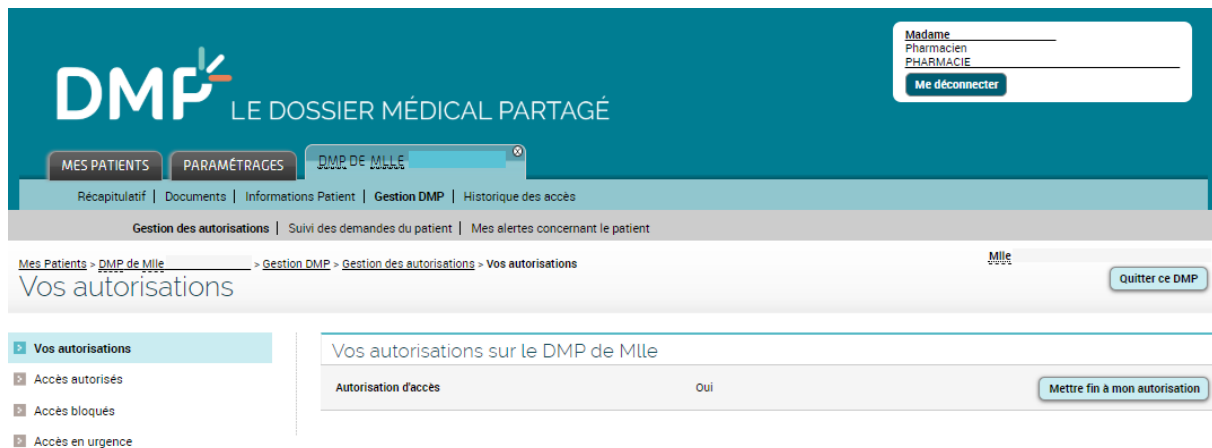 Madame
Pharmacien
PHARMACIE
Me déconnecter
DMP LE DOSSIER MÉDICAL PARTAGÉ
MES PATIENTS PARAMÉTRAGES DMP DE MLLE
Récapitulatif | Documents | Informations Patient | Gestion DMP | Historique des accès
Gestion des autorisations | Suivi des demandes du patient | Mes alertes concernant le patient
Mes Patients > DMP de Mlle > Gestion DMP > Gestion des autorisations > Vos autorisations
Mlle
Vos autorisations
Quitter ce DMP
Vos autorisations
Accès autorisés
Accès bloqués
Accès en urgence
Vos autorisations sur le DMP de Mlle
Autorisation d'accès Oui Mettre fin à mon autorisation